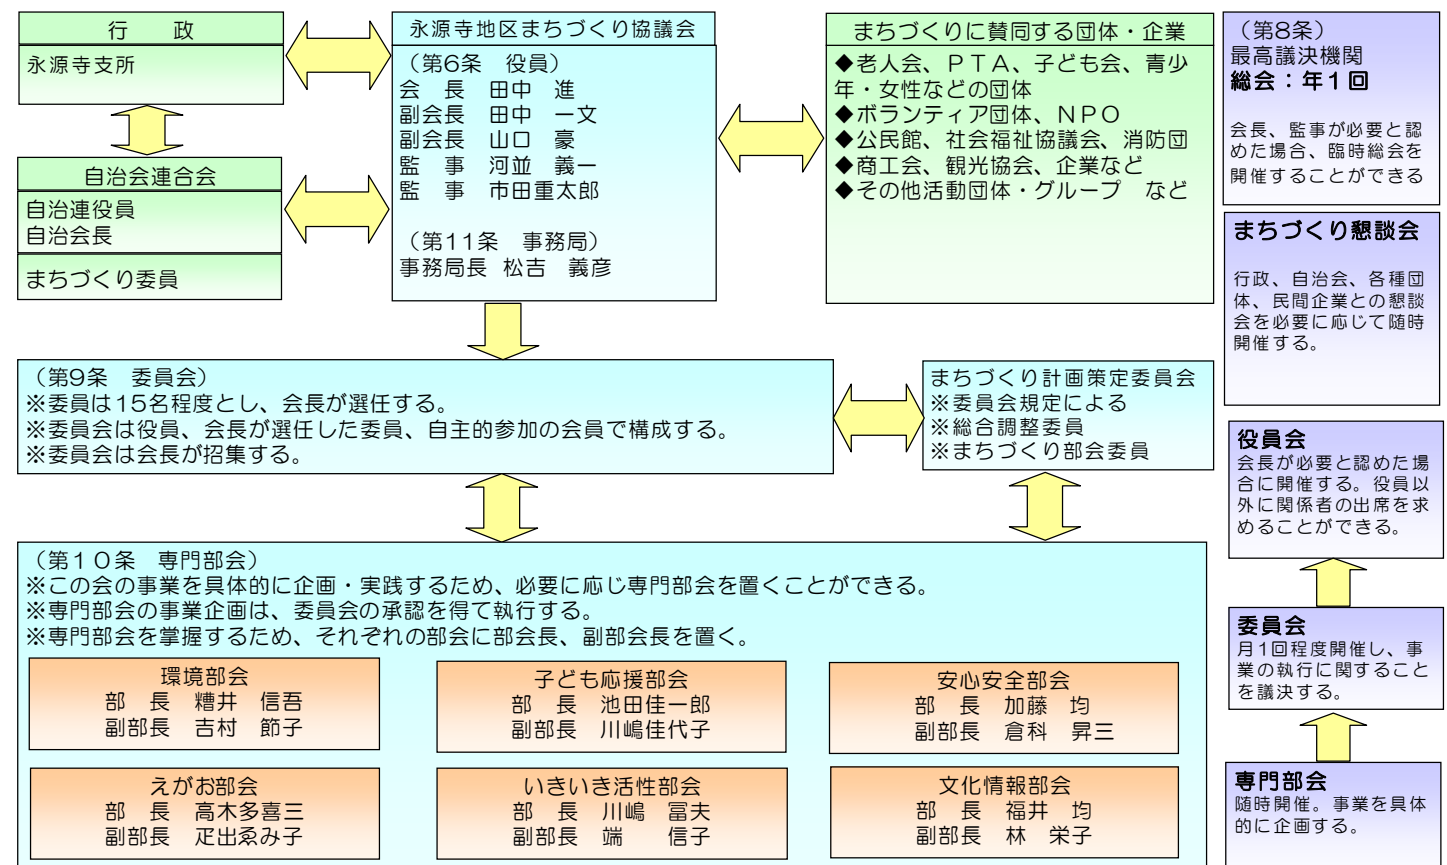 行　政
永源寺支所
自治会連合会
自治連役員
自治会長
まちづくり委員
永源寺地区まちづくり協議会
（第6条　役員）
会　長　田中　進
副会長　田中　一文
副会長　山口　豪
監　事　河並　義一
監　事　市田重太郎
（第11条　事務局）
事務局長 松吉　義彦
まちづくりに賛同する団体・企業
◆老人会、ＰＴＡ、子ども会、青少
年・女性などの団体
◆ボランティア団体、ＮＰＯ
◆公民館、社会福祉協議会、消防団
◆商工会、観光協会、企業など
◆その他活動団体・グループ　など
（第8条）
最高議決機関
総会：年１回
会長、監事が必要と認
めた場合、臨時総会を
開催することができる
まちづくり懇談会
行政、自治会、各種団
体、民間企業との懇談
会を必要に応じて随時
開催する。
（第9条　委員会）
※委員は15名程度とし、会長が選任する。
※委員会は役員、会長が選任した委員、自主的参加の会員で構成する。
※委員会は会長が招集する。
まちづくり計画策定委員会
※委員会規定による
※総合調整委員
※まちづくり部会委員
役員会
会長が必要と認めた場
合に開催する。役員以
外に関係者の出席を求
めることができる。
（第１０条　専門部会）
※この会の事業を具体的に企画・実践するため、必要に応じ専門部会を置くことができる。
※専門部会の事業企画は、委員会の承認を得て執行する。
※専門部会を掌握するため、それぞれの部会に部会長、副部会長を置く。
環境部会
部　長　糟井　信吾
副部長　吉村　節子
子ども応援部会
部　長　池田佳一郎
副部長　川嶋佳代子
安心安全部会
部　長　加藤　均
副部長　倉科　昇三
えがお部会
部　長　高木多喜三
副部長　疋出ゑみ子
いきいき活性部会
部　長　川嶋　冨夫
副部長　端　　信子
文化情報部会
部　長　福井　均
副部長　林　栄子
委員会
月1回程度開催し、事
業の執行に関すること
を議決する。
専門部会
随時開催。事業を具体
的に企画する。